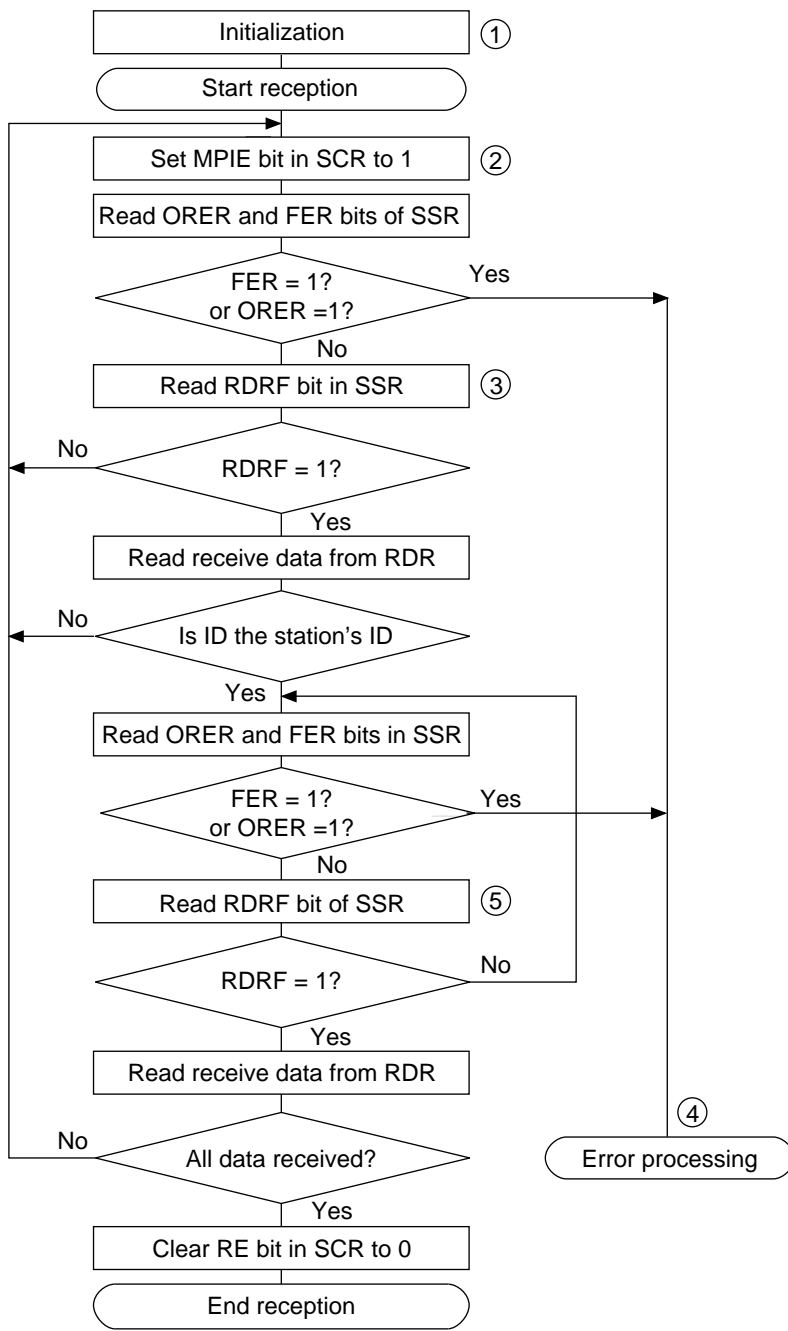 Initialization
1
Start reception
Set MPIE bit in SCR to 1
2
Read ORER and FER bits of SSR
FER = 1?
or ORER =1?
Yes
No
Read RDRF bit in SSR
3
No
RDRF = 1?
Yes
Read receive data from RDR
No
Is ID the station's ID
Yes
Read ORER and FER bits in SSR
FER = 1?
or ORER =1?
Yes
No
Read RDRF bit of SSR
5
RDRF = 1?
No
Yes
Read receive data from RDR
4
No
All data received?
Error processing
Yes
Clear RE bit in SCR to 0
End reception